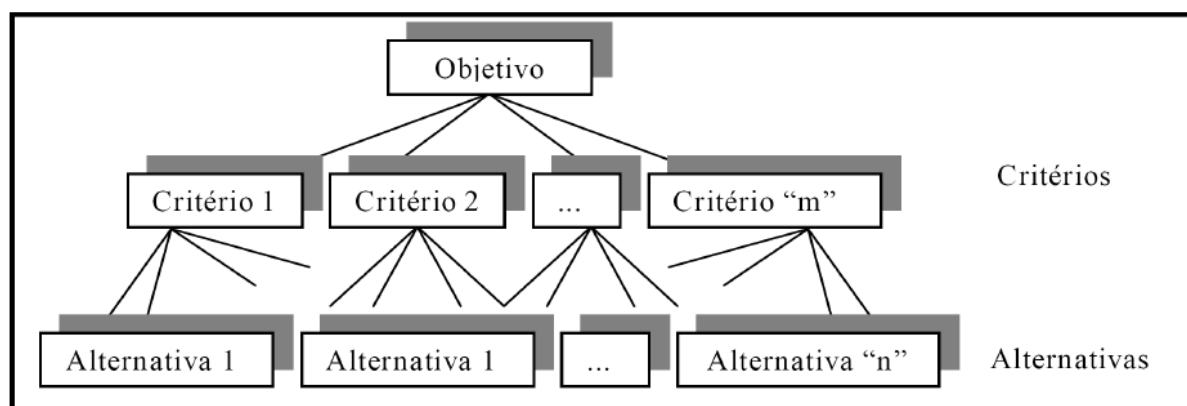 Objetivo
Critério 1 Critério 2 ... Critério “m” Critérios
Alternativa 1 Alternativa 1 ... Alternativa “n” Alternativas